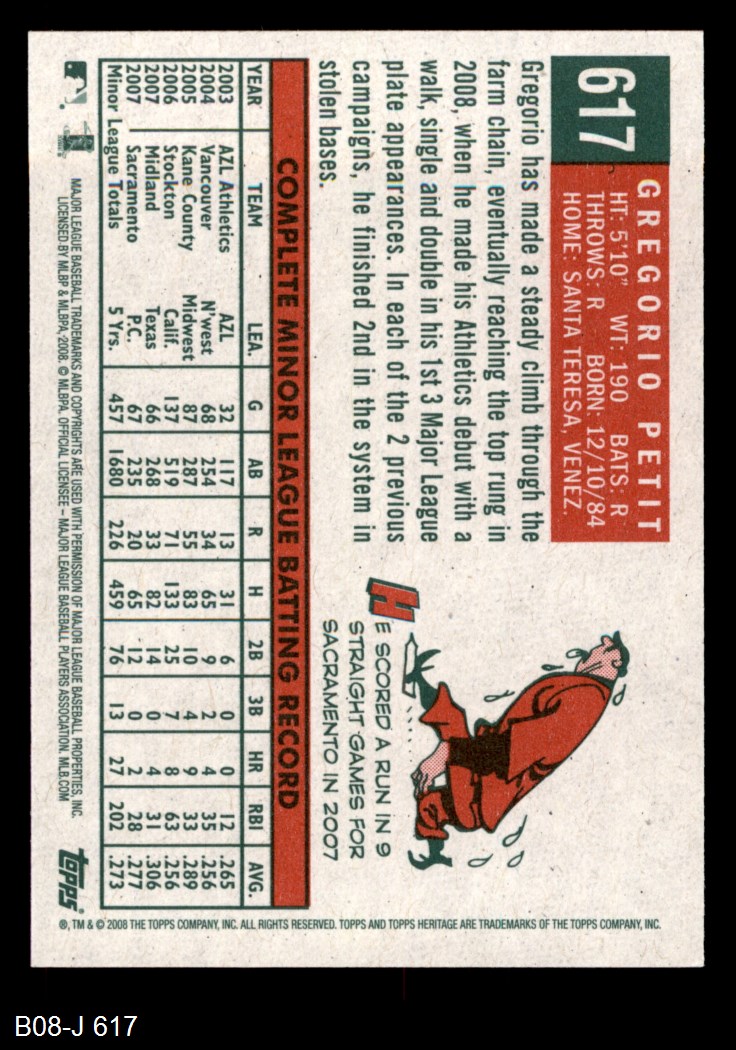 617
GREGORIO PETIT
HT: 5'10" WT: 190 BATS: R
THROWS: R BORN: 12/10/84
HOME: SANTA TERESA, VENEZ.
Gregorio has made a steady climb through the
farm chain, eventually reaching the top rung in
2008, when he made his Athletics debut with a
walk, single and double in his 1st 3 Major League
plate appearances. In each of the 2 previous
campaigns, he finished 2nd in the system in
stolen bases.
HE SCORED A RUN IN 9
STRAIGHT GAMES FOR
SACRAMENTO IN 2007
COMPLETE MINOR LEAGUE BATTING RECORD
YEAR TEAM LEA. G AB R H 2B 3B HR RBI AVG.
2003 AZL Athletics AZL 32 117 13 31 6 0 0 12 .265
2004 Vancouver N'west 68 254 34 65 9 2 4 35 .256
2005 Kane County Midwest 87 287 55 83 10 4 9 33 .289
2006 Stockton Calif. 137 519 71 133 25 7 8 63 .256
2007 Midland Texas 66 268 33 82 14 0 4 31 .306
2007 Sacramento P.C. 67 235 20 65 12 0 2 28 .277
Minor League Totals 5 Yrs. 457 1680 226 459 76 13 27 202 .273
MAJOR LEAGUE BASEBALL TRADEMARKS AND COPYRIGHTS ARE USED WITH PERMISSION OF MAJOR LEAGUE BASEBALL PROPERTIES, INC.
LICENSED BY MLBP & MLBPA, 2008. © MLBPA. OFFICIAL LICENSEE – MAJOR LEAGUE BASEBALL PLAYERS ASSOCIATION. MLB.COM
topps®
®, TM & © 2008 THE TOPPS COMPANY, INC. ALL RIGHTS RESERVED. TOPPS AND TOPPS HERITAGE ARE TRADEMARKS OF THE TOPPS COMPANY, INC.
B08-J 617